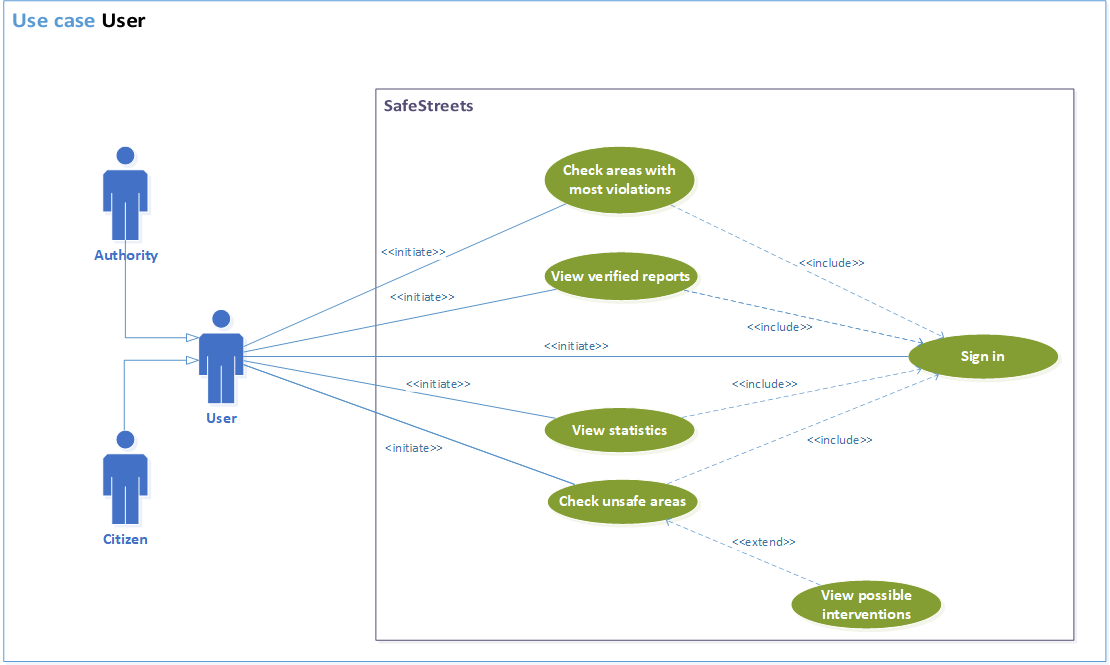 Use case User
SafeStreets
Check areas with
most violations
Authority
<<initiate>>
<<include>>
View verified reports
<<initiate>>
<<include>>
<<initiate>>
Sign in
<<initiate>>
<<include>>
User
View statistics
<initiate>>
<<include>>
Check unsafe areas
Citizen
<<extend>>
View possible
interventions